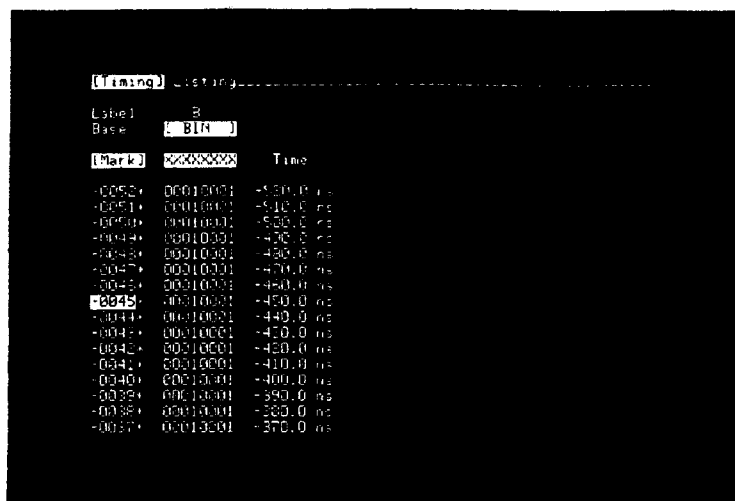 [Timing] Listing
Label B
Base [ BIN ]
[Mark] XXXXXXXX Time
-0052+ 00010001 -520.0 ns
-0051+ 00010001 -510.0 ns
-0050+ 00010001 -500.0 ns
-0049+ 00010001 -490.0 ns
-0048+ 00010001 -480.0 ns
-0047+ 00010001 -470.0 ns
-0046+ 00010001 -460.0 ns
-0045+ 00010001 -450.0 ns
-0044+ 00010001 -440.0 ns
-0043+ 00010001 -430.0 ns
-0042+ 00010001 -420.0 ns
-0041+ 00010001 -410.0 ns
-0040+ 00010001 -400.0 ns
-0039+ 00010001 -390.0 ns
-0038+ 00010001 -380.0 ns
-0037+ 00010001 -370.0 ns